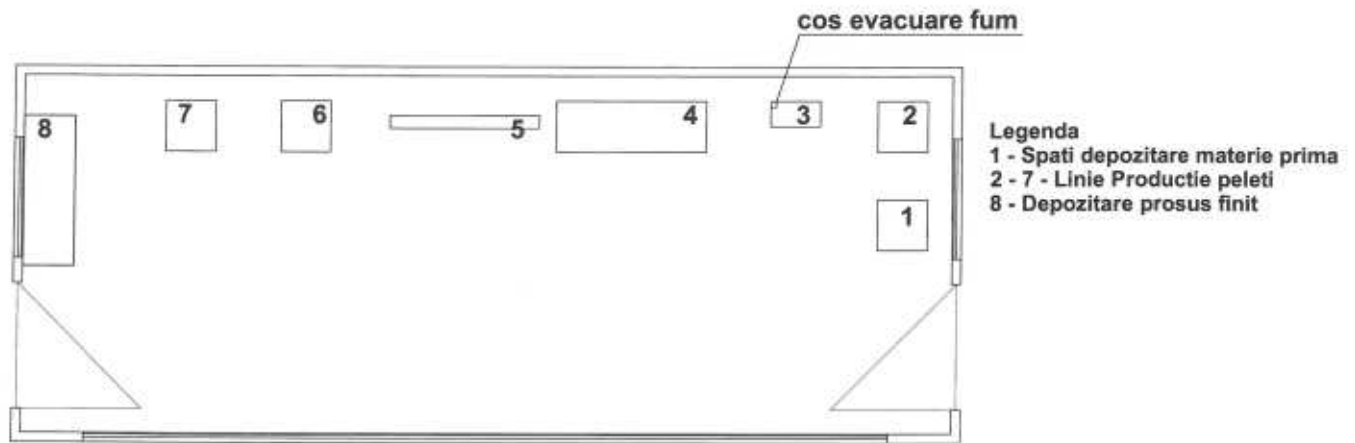 cos evacuare fum
8
7
6
5
4
3
2
1
Legenda
1 - Spati depozitare materie prima
2 - 7 - Linie Productie peleti
8 - Depozitare prosus finit